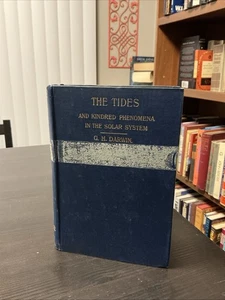 THE TIDES
AND KINDRED PHENOMENA
IN THE SOLAR SYSTEM
G. H. DARWIN.